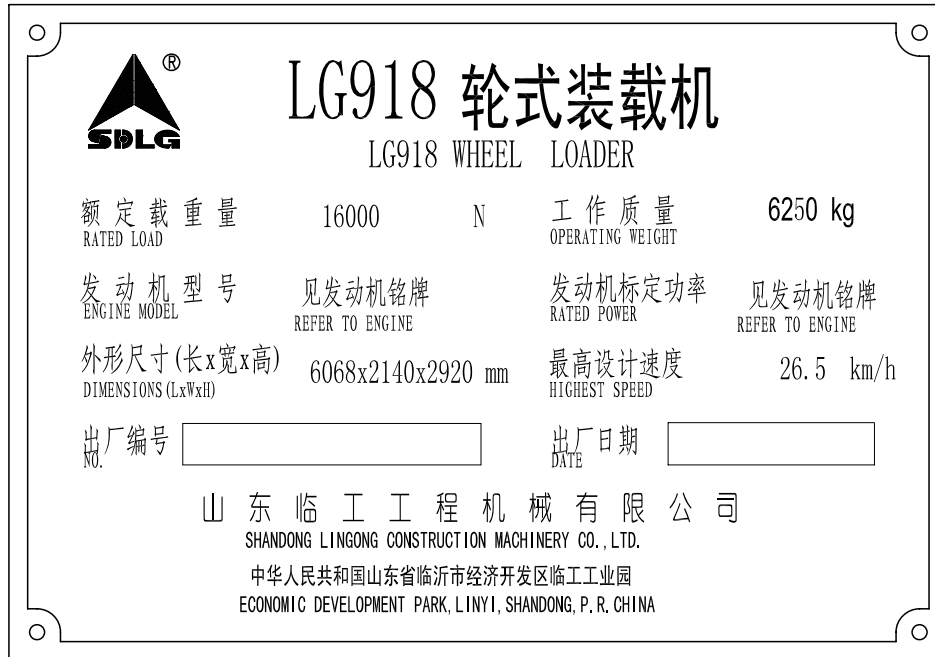 ® SDLG
LG918 轮式装载机
LG918 WHEEL LOADER
额定载重量 16000 N 工作质量 6250 kg
RATED LOAD OPERATING WEIGHT
发动机型号 见发动机铭牌 发动机标定功率 见发动机铭牌
ENGINE MODEL REFER TO ENGINE RATED POWER REFER TO ENGINE
外形尺寸(长x宽x高) 6068x2140x2920 mm 最高设计速度 26.5 km/h
DIMENSIONS(LxWxH) HIGHEST SPEED
出厂编号 出厂日期
NO. DATE
山东临工工程机械有限公司
SHANDONG LINGONG CONSTRUCTION MACHINERY CO.,LTD.
中华人民共和国山东省临沂市经济开发区临工工业园
ECONOMIC DEVELOPMENT PARK,LINYI,SHANDONG,P.R.CHINA